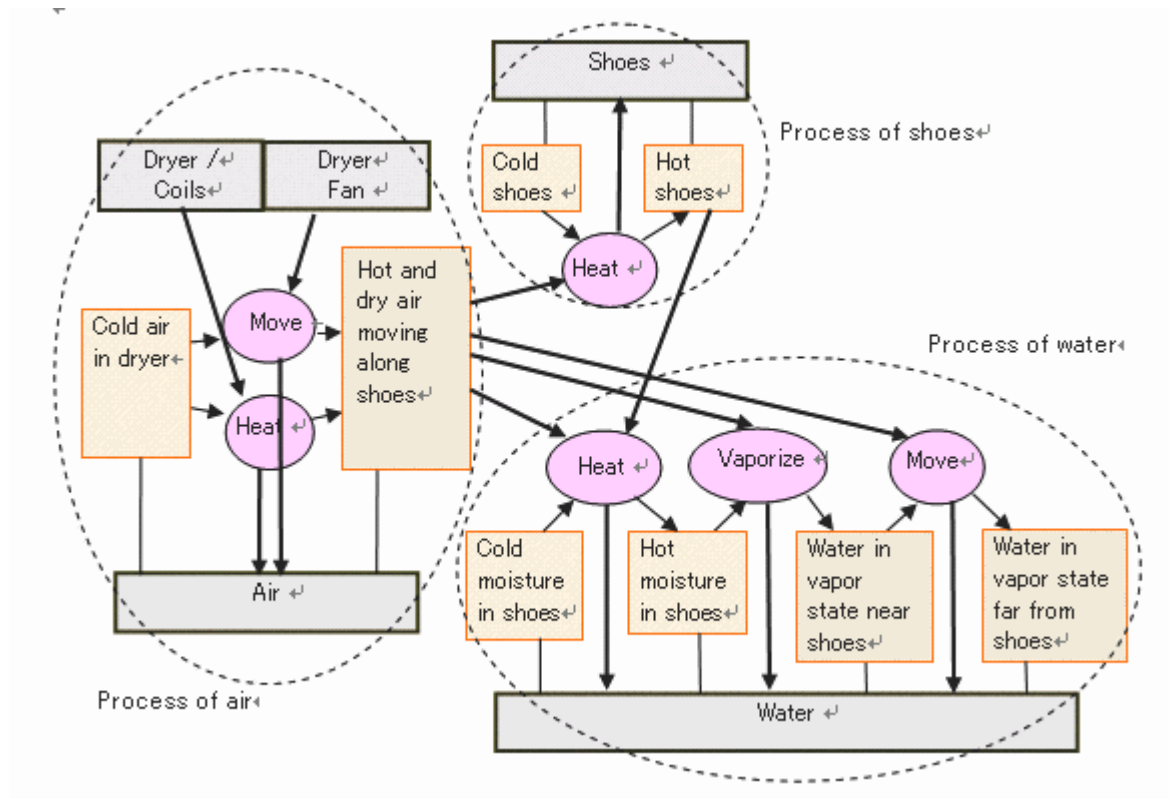 Shoes
Process of shoes
Cold
shoes
Hot
shoes
Heat
Dryer /
Coils
Dryer
Fan
Hot and
dry air
moving
along
shoes
Cold air
in dryer
Move
Heat
Air
Process of air
Process of water
Heat
Vaporize
Move
Cold
moisture
in shoes
Hot
moisture
in shoes
Water in
vapor
state near
shoes
Water in
vapor state
far from
shoes
Water